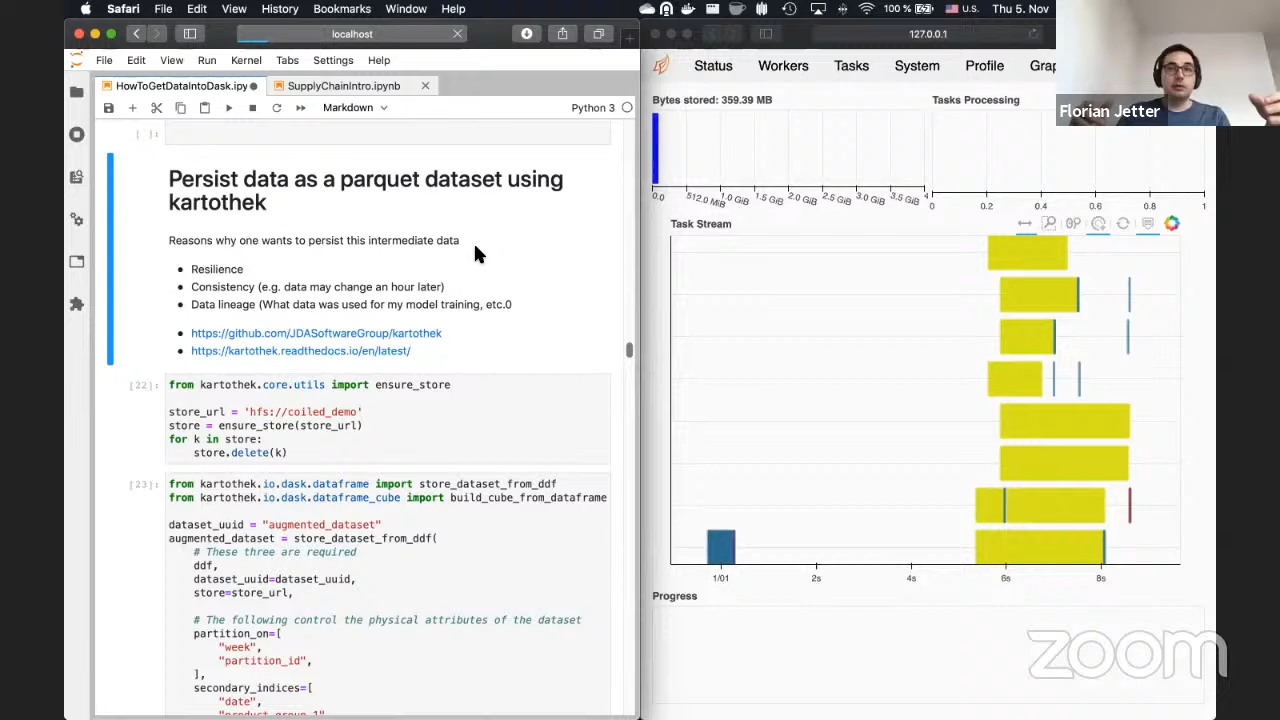 Safari File Edit View History Bookmarks Window Help
100 % U.S. Thu 5. Nov
localhost
127.0.0.1
File Edit View Run Kernel Tabs Settings Help
HowToGetDataIntoDask.ipy
SupplyChainIntro.ipynb
Markdown
Python 3
[ ]:
Persist data as a parquet dataset using
kartothek
Reasons why one wants to persist this intermediate data
Resilience
Consistency (e.g. data may change an hour later)
Data lineage (What data was used for my model training, etc.0
https://github.com/JDASoftwareGroup/kartothek
https://kartothek.readthedocs.io/en/latest/
[22]:
from kartothek.core.utils import ensure_store
store_url = 'hfs://coiled_demo'
store = ensure_store(store_url)
for k in store:
store.delete(k)
[23]:
from kartothek.io.dask.dataframe import store_dataset_from_ddf
from kartothek.io.dask.dataframe_cube import build_cube_from_dataframe
dataset_uuid = "augmented_dataset"
augmented_dataset = store_dataset_from_ddf(
# These three are required
ddf,
dataset_uuid=dataset_uuid,
store=store_url,
# The following control the physical attributes of the dataset
partition_on=[
"week",
"partition_id",
],
secondary_indices=[
"date",
"product_group_1"
Status Workers Tasks System Profile Grap
Florian Jetter
Bytes stored: 359.39 MB
Tasks Processing
0.0 512.0 MiB 1.0 GiB 1.5 GiB 2.0 GiB 2.5 GiB 3.0 GiB 3.5 GiB 4
0 0.2 0.4 0.6 0.8 1
Task Stream
1/01 2s 4s 6s 8s
Progress
zoom